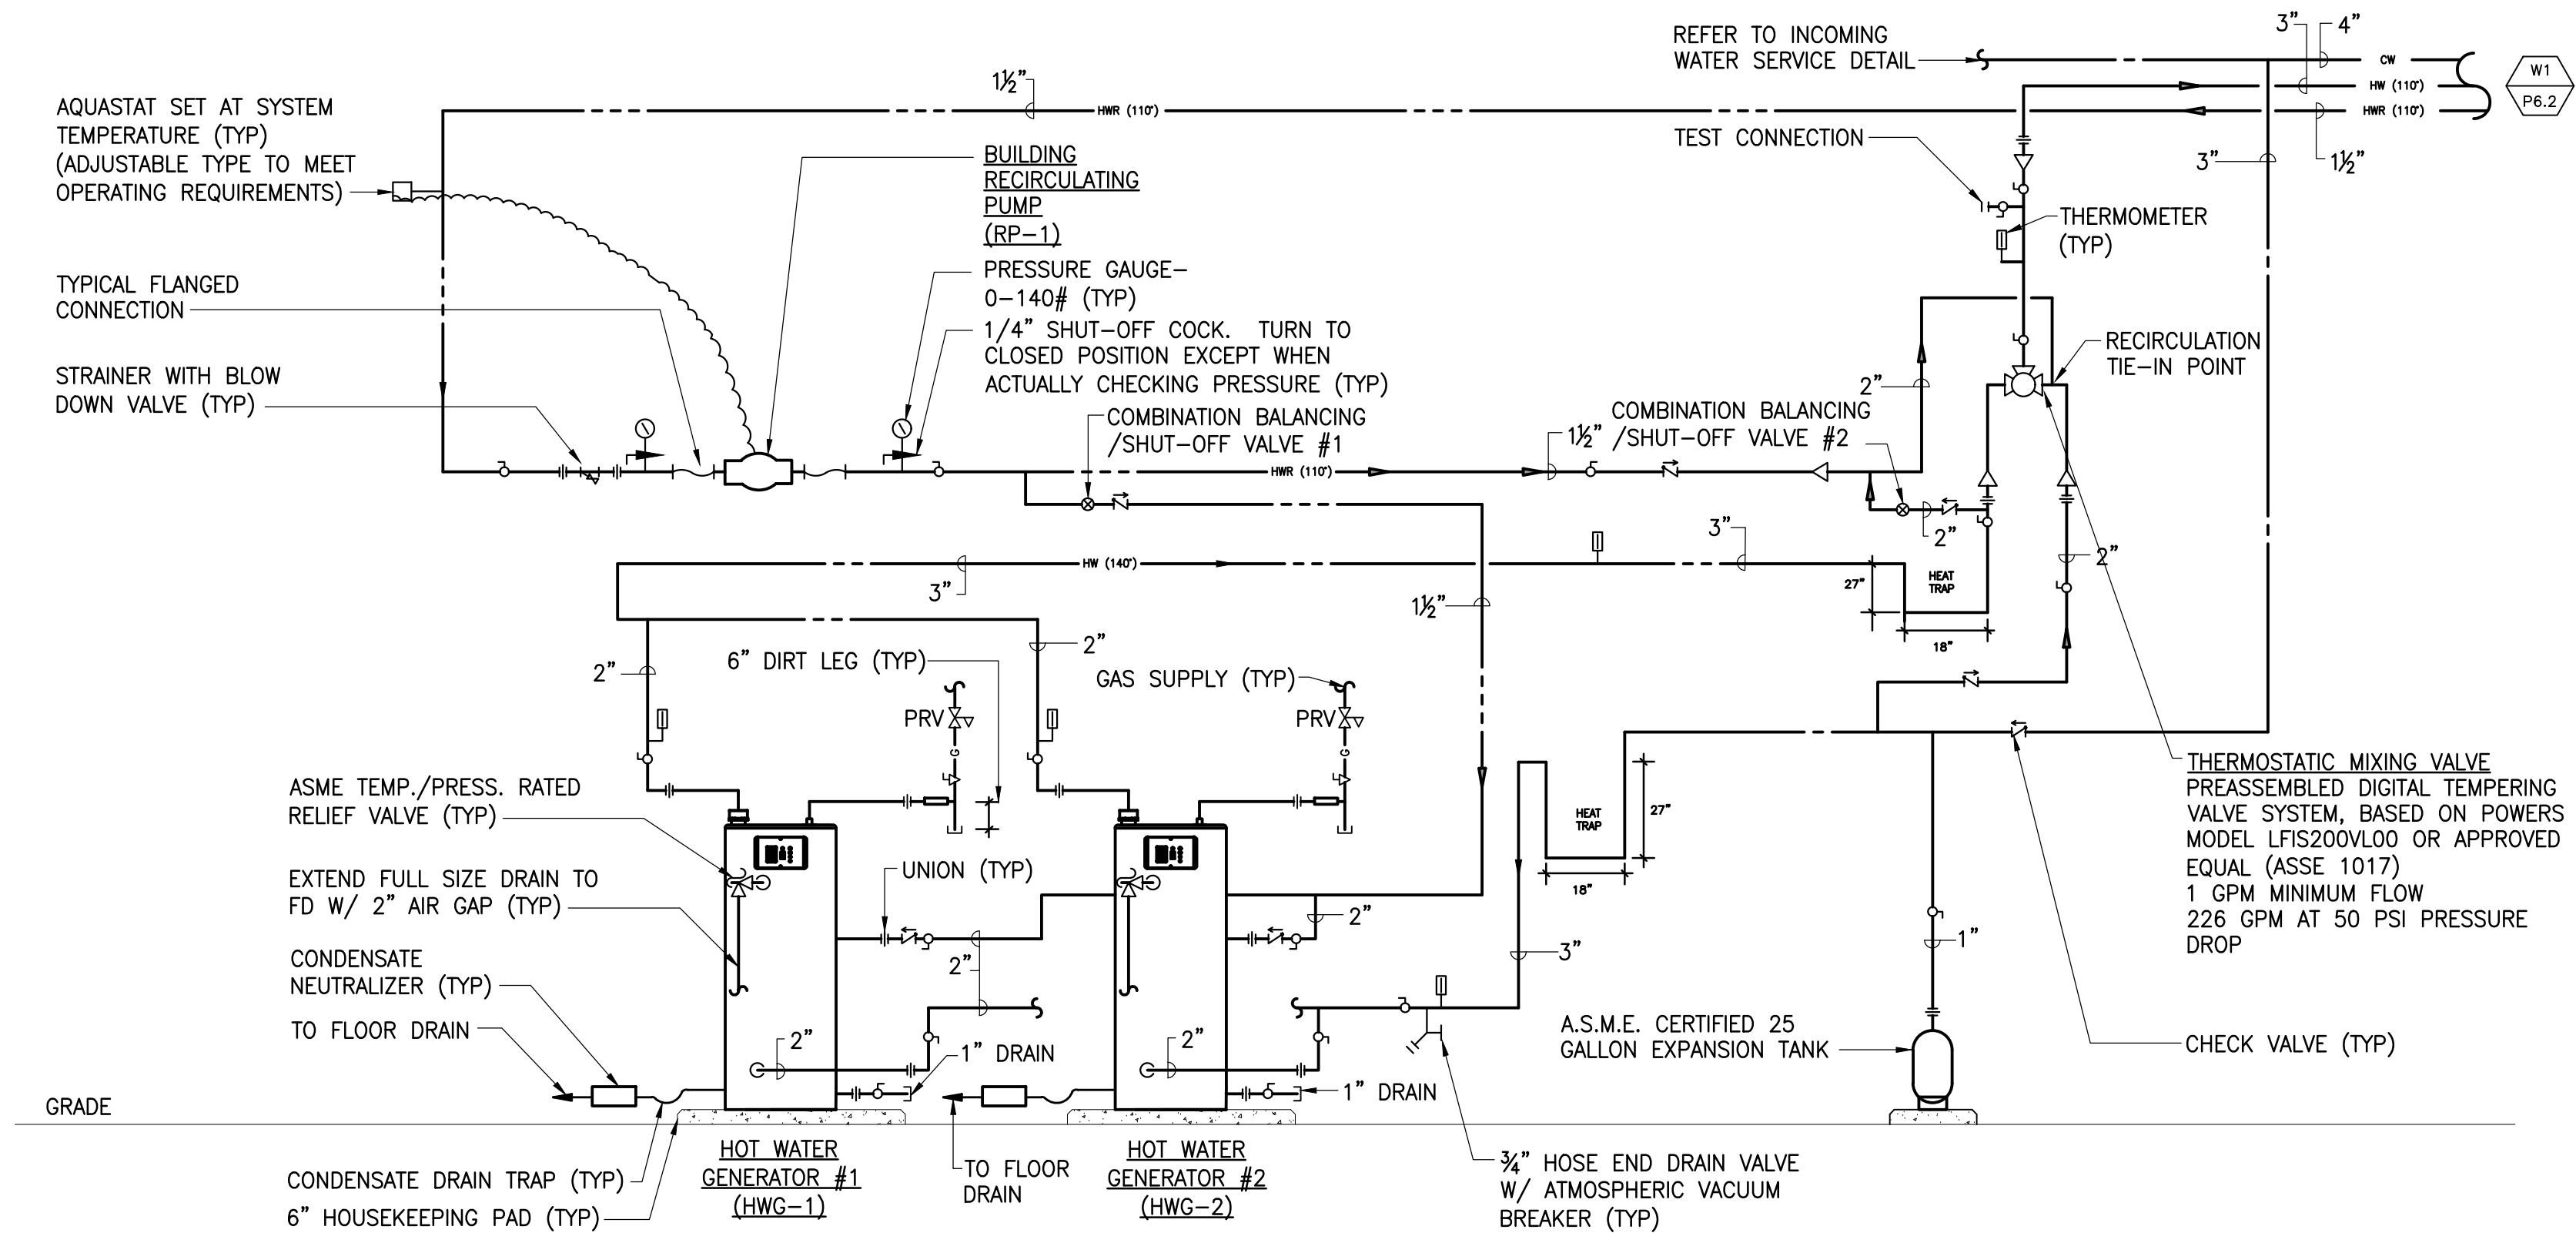 REFER TO INCOMING
WATER SERVICE DETAIL
3”
4”
CW
HW (110°)
HWR (110°)
W1
P6.2
1½”
HWR (110°)
3”
1½”
AQUASTAT SET AT SYSTEM
TEMPERATURE (TYP)
(ADJUSTABLE TYPE TO MEET
OPERATING REQUIREMENTS)
BUILDING
RECIRCULATING
PUMP
(RP-1)
TEST CONNECTION
THERMOMETER
(TYP)
TYPICAL FLANGED
CONNECTION
PRESSURE GAUGE-
0-140# (TYP)
1/4” SHUT-OFF COCK. TURN TO
CLOSED POSITION EXCEPT WHEN
ACTUALLY CHECKING PRESSURE (TYP)
RECIRCULATION
TIE-IN POINT
STRAINER WITH BLOW
DOWN VALVE (TYP)
COMBINATION BALANCING
/SHUT-OFF VALVE #1
1½”
COMBINATION BALANCING
/SHUT-OFF VALVE #2
2”
HWR (110°)
2”
2”
3”
HW (140°)
3”
27”
HEAT
TRAP
18”
1½”
2”
6” DIRT LEG (TYP)
2”
GAS SUPPLY (TYP)
PRV
G
PRV
G
ASME TEMP./PRESS. RATED
RELIEF VALVE (TYP)
HEAT
TRAP
27”
18”
THERMOSTATIC MIXING VALVE
PREASSEMBLED DIGITAL TEMPERING
VALVE SYSTEM, BASED ON POWERS
MODEL LFIS200VL00 OR APPROVED
EQUAL (ASSE 1017)
1 GPM MINIMUM FLOW
226 GPM AT 50 PSI PRESSURE
DROP
EXTEND FULL SIZE DRAIN TO
FD W/ 2” AIR GAP (TYP)
UNION (TYP)
2”
2”
3”
1”
CONDENSATE
NEUTRALIZER (TYP)
TO FLOOR DRAIN
2”
1” DRAIN
2”
1” DRAIN
A.S.M.E. CERTIFIED 25
GALLON EXPANSION TANK
CHECK VALVE (TYP)
GRADE
CONDENSATE DRAIN TRAP (TYP)
6” HOUSEKEEPING PAD (TYP)
HOT WATER
GENERATOR #1
(HWG-1)
TO FLOOR
DRAIN
HOT WATER
GENERATOR #2
(HWG-2)
¾” HOSE END DRAIN VALVE
W/ ATMOSPHERIC VACUUM
BREAKER (TYP)